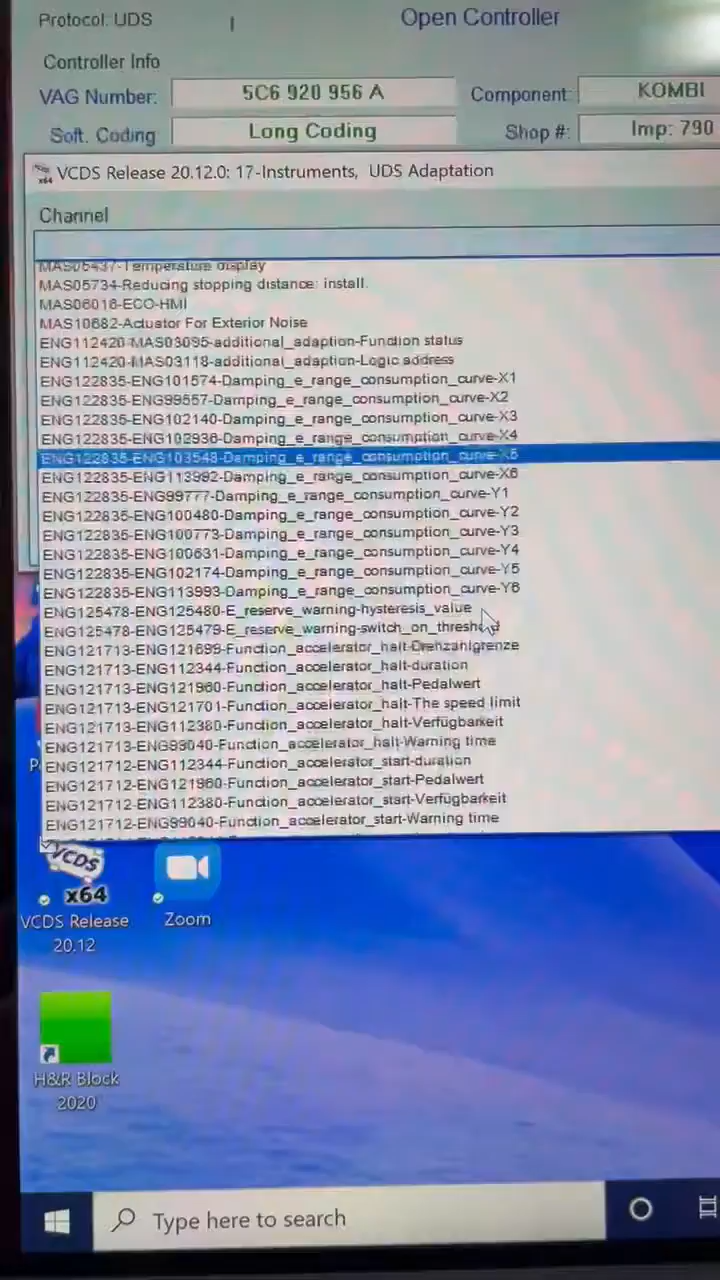 Protocol: UDS
Open Controller
Controller Info
VAG Number: 5C6 920 956 A Component: KOMBI
Soft. Coding Long Coding Shop #: Imp: 790
VCDS Release 20.12.0: 17-Instruments, UDS Adaptation
Channel
MAS05437-Temperature display
MAS05734-Reducing stopping distance: install.
MAS06016-ECO-HMI
MAS10682-Actuator For Exterior Noise
ENG112420-MAS03095-additional_adaption-Function status
ENG112420-MAS03118-additional_adaption-Logic address
ENG122835-ENG101574-Damping_e_range_consumption_curve-X1
ENG122835-ENG99557-Damping_e_range_consumption_curve-X2
ENG122835-ENG102140-Damping_e_range_consumption_curve-X3
ENG122835-ENG102936-Damping_e_range_consumption_curve-X4
ENG122835-ENG103548-Damping_e_range_consumption_curve-X5
ENG122835-ENG113992-Damping_e_range_consumption_curve-X6
ENG122835-ENG99777-Damping_e_range_consumption_curve-Y1
ENG122835-ENG100480-Damping_e_range_consumption_curve-Y2
ENG122835-ENG100773-Damping_e_range_consumption_curve-Y3
ENG122835-ENG100631-Damping_e_range_consumption_curve-Y4
ENG122835-ENG102174-Damping_e_range_consumption_curve-Y5
ENG122835-ENG113993-Damping_e_range_consumption_curve-Y6
ENG125478-ENG125480-E_reserve_warning-hysteresis_value
ENG125478-ENG125479-E_reserve_warning-switch_on_threshold
ENG121713-ENG121699-Function_accelerator_halt-Drehzahlgrenze
ENG121713-ENG112344-Function_accelerator_halt-duration
ENG121713-ENG121960-Function_accelerator_halt-Pedalwert
ENG121713-ENG121701-Function_accelerator_halt-The speed limit
ENG121713-ENG112380-Function_accelerator_halt-Verfügbarkeit
ENG121713-ENG99040-Function_accelerator_halt-Warning time
ENG121712-ENG112344-Function_accelerator_start-duration
ENG121712-ENG121960-Function_accelerator_start-Pedalwert
ENG121712-ENG112380-Function_accelerator_start-Verfügbarkeit
ENG121712-ENG99040-Function_accelerator_start-Warning time
VCDS
x64
VCDS Release
20.12
Zoom
H&R Block
2020
Type here to search